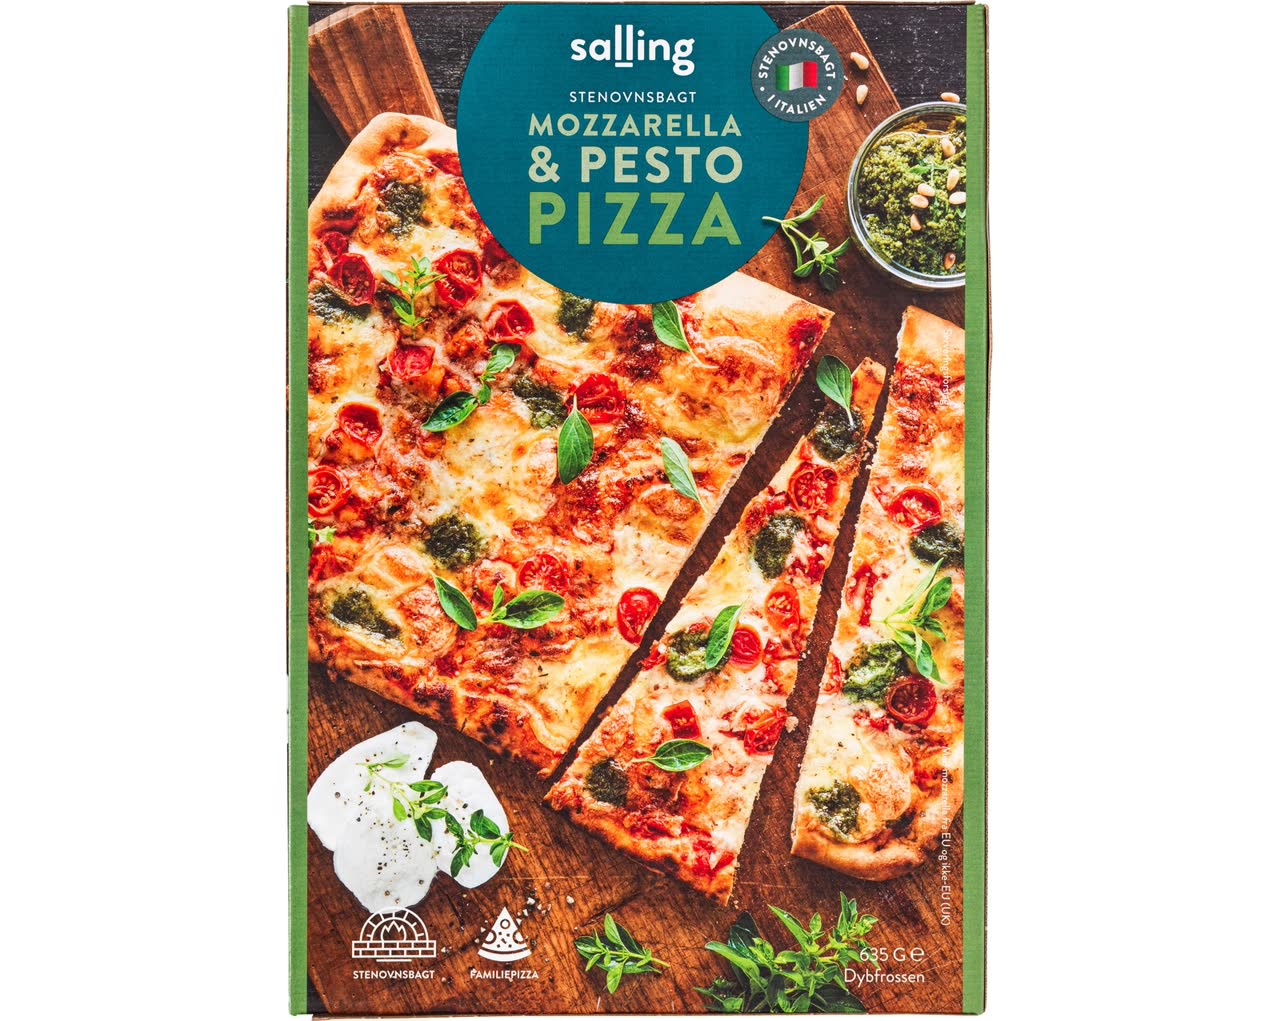 salling
STENOVNSBAGT
MOZZARELLA
& PESTO
PIZZA
STENOVNSBAGT
I ITALIEN
Serveringsforslag
mozzarella fra EU og ikke-EU (UK)
STENOVNSBAGT
FAMILIEPIZZA
635 G ℮
Dybfrossen